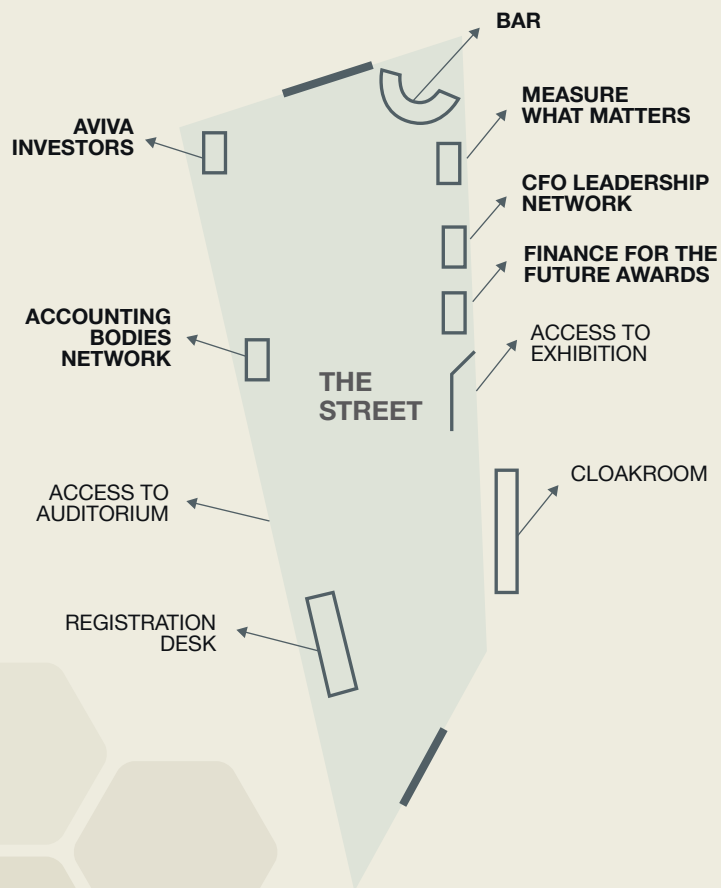 BAR
MEASURE
WHAT MATTERS
AVIVA
INVESTORS
CFO LEADERSHIP
NETWORK
FINANCE FOR THE
FUTURE AWARDS
ACCOUNTING
BODIES
NETWORK
ACCESS TO
EXHIBITION
THE
STREET
CLOAKROOM
ACCESS TO
AUDITORIUM
REGISTRATION
DESK